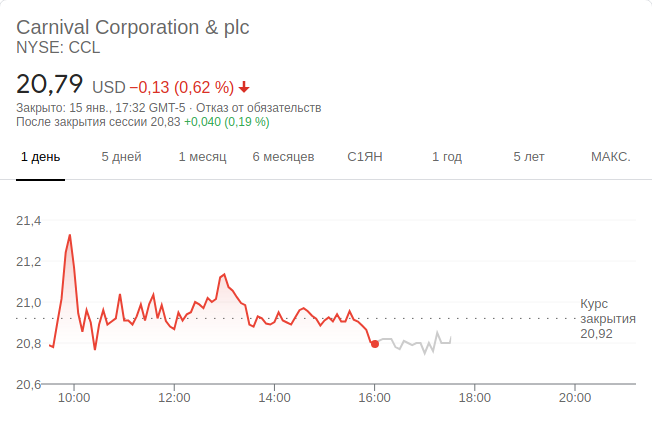 Carnival Corporation & plc
NYSE: CCL
20,79 USD −0,13 (0,62 %)
Закрыто: 15 янв., 17:32 GMT-5 · Отказ от обязательств
После закрытия сессии 20,83 +0,040 (0,19 %)
1 день 5 дней 1 месяц 6 месяцев С1ЯН 1 год 5 лет МАКС.
21,4
21,2
21,0
20,8
20,6
Курс
закрытия
20,92
10:00 12:00 14:00 16:00 18:00 20:00